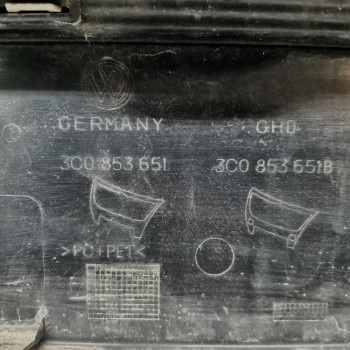 GERMANY GHD
3C0 853 651 3C0 853 651B
>PC+PET<